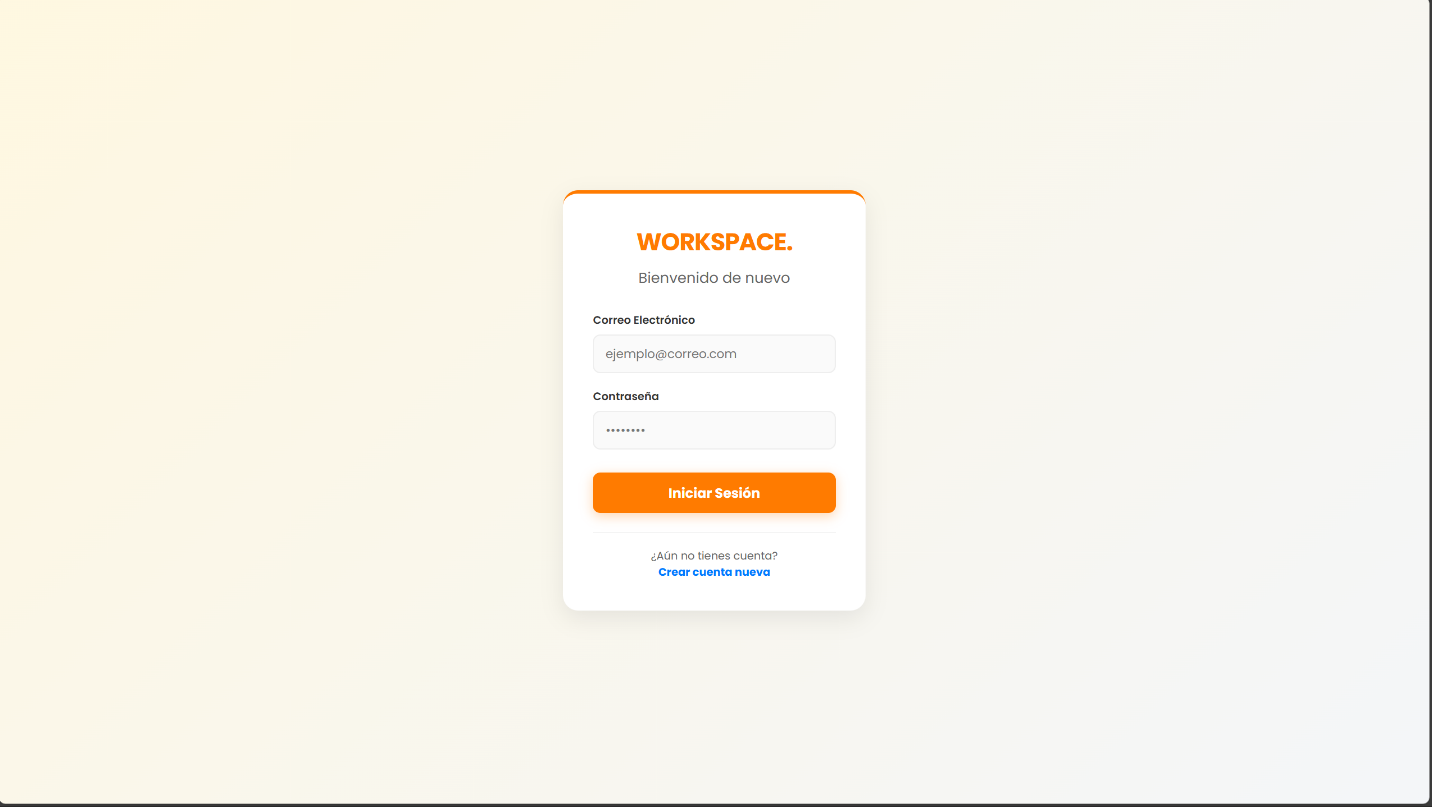 WORKSPACE.
Bienvenido de nuevo
Correo Electrónico
ejemplo@correo.com
Contraseña
••••••••
Iniciar Sesión
¿Aún no tienes cuenta?
Crear cuenta nueva